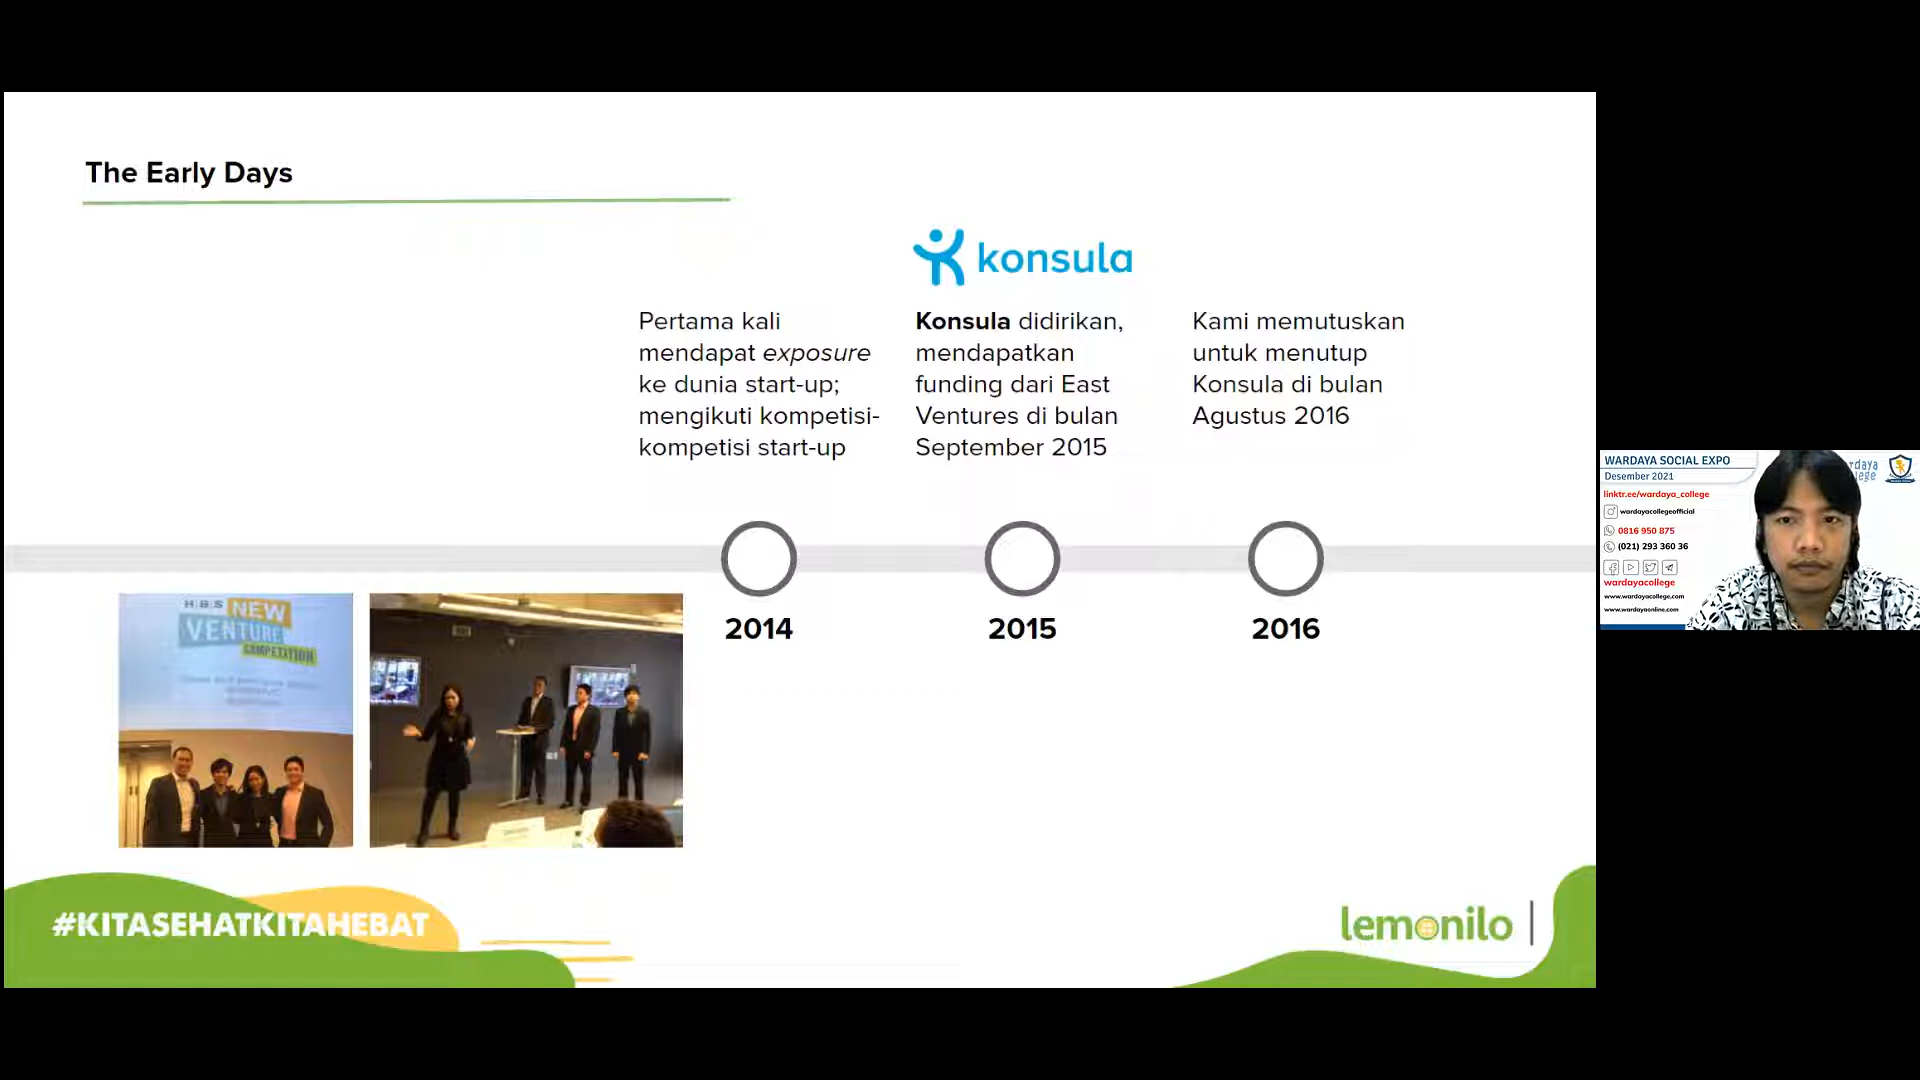 The Early Days
konsula
Pertama kali
mendapat exposure
ke dunia start-up;
mengikuti kompetisi-
kompetisi start-up
Konsula didirikan,
mendapatkan
funding dari East
Ventures di bulan
September 2015
Kami memutuskan
untuk menutup
Konsula di bulan
Agustus 2016
2014
2015
2016
H B S NEW
VENTURE
COMPETITION
#KITASEHATKITAHEBAT
lemonilo
WARDAYA SOCIAL EXPO
Desember 2021
linktr.ee/wardaya_college
wardayacollegeofficial
0816 950 875
(021) 293 360 36
wardayacollege
www.wardayacollege.com
www.wardayaonline.com